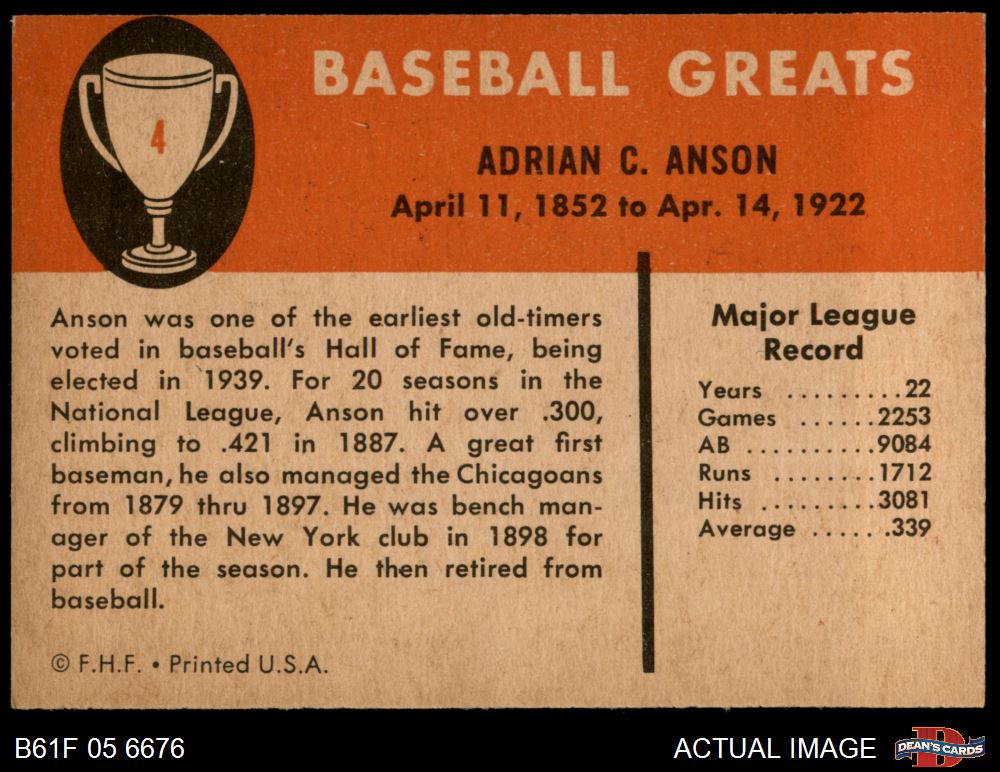 4
BASEBALL GREATS
ADRIAN C. ANSON
April 11, 1852 to Apr. 14, 1922
Anson was one of the earliest old-timers
voted in baseball's Hall of Fame, being
elected in 1939. For 20 seasons in the
National League, Anson hit over .300,
climbing to .421 in 1887. A great first
baseman, he also managed the Chicagoans
from 1879 thru 1897. He was bench man-
ager of the New York club in 1898 for
part of the season. He then retired from
baseball.
© F.H.F. • Printed U.S.A.
Major League
Record
Years .........22
Games ......2253
AB ..........9084
Runs ........1712
Hits .........3081
Average ......339
B61F 05 6676
ACTUAL IMAGE
D
DEAN'S CARDS